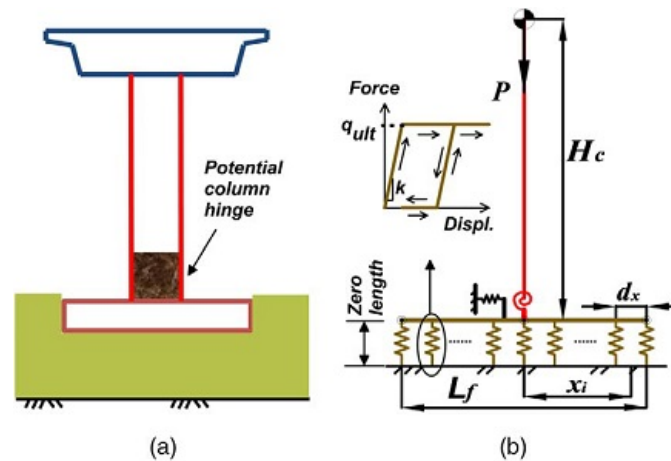 Potential
column
hinge
(a)
P
Force
q_ult
k
Displ.
H_c
Zero
length
d_x
x_i
L_f
(b)